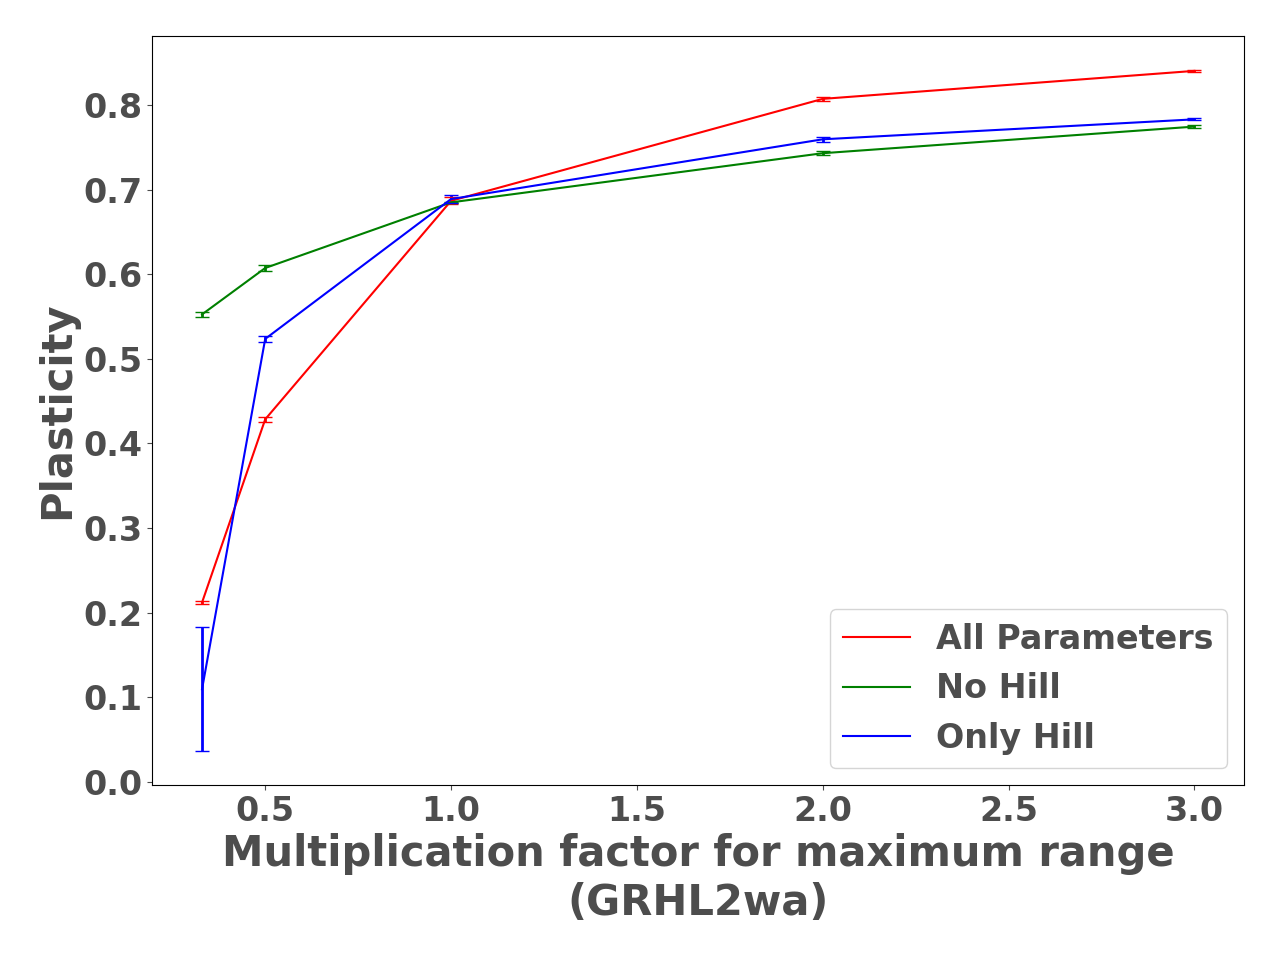 0.8
0.7
0.6
0.5
0.4
0.3
0.2
0.1
0.0
Plasticity
All Parameters
No Hill
Only Hill
0.5 1.0 1.5 2.0 2.5 3.0
Multiplication factor for maximum range
(GRHL2wa)